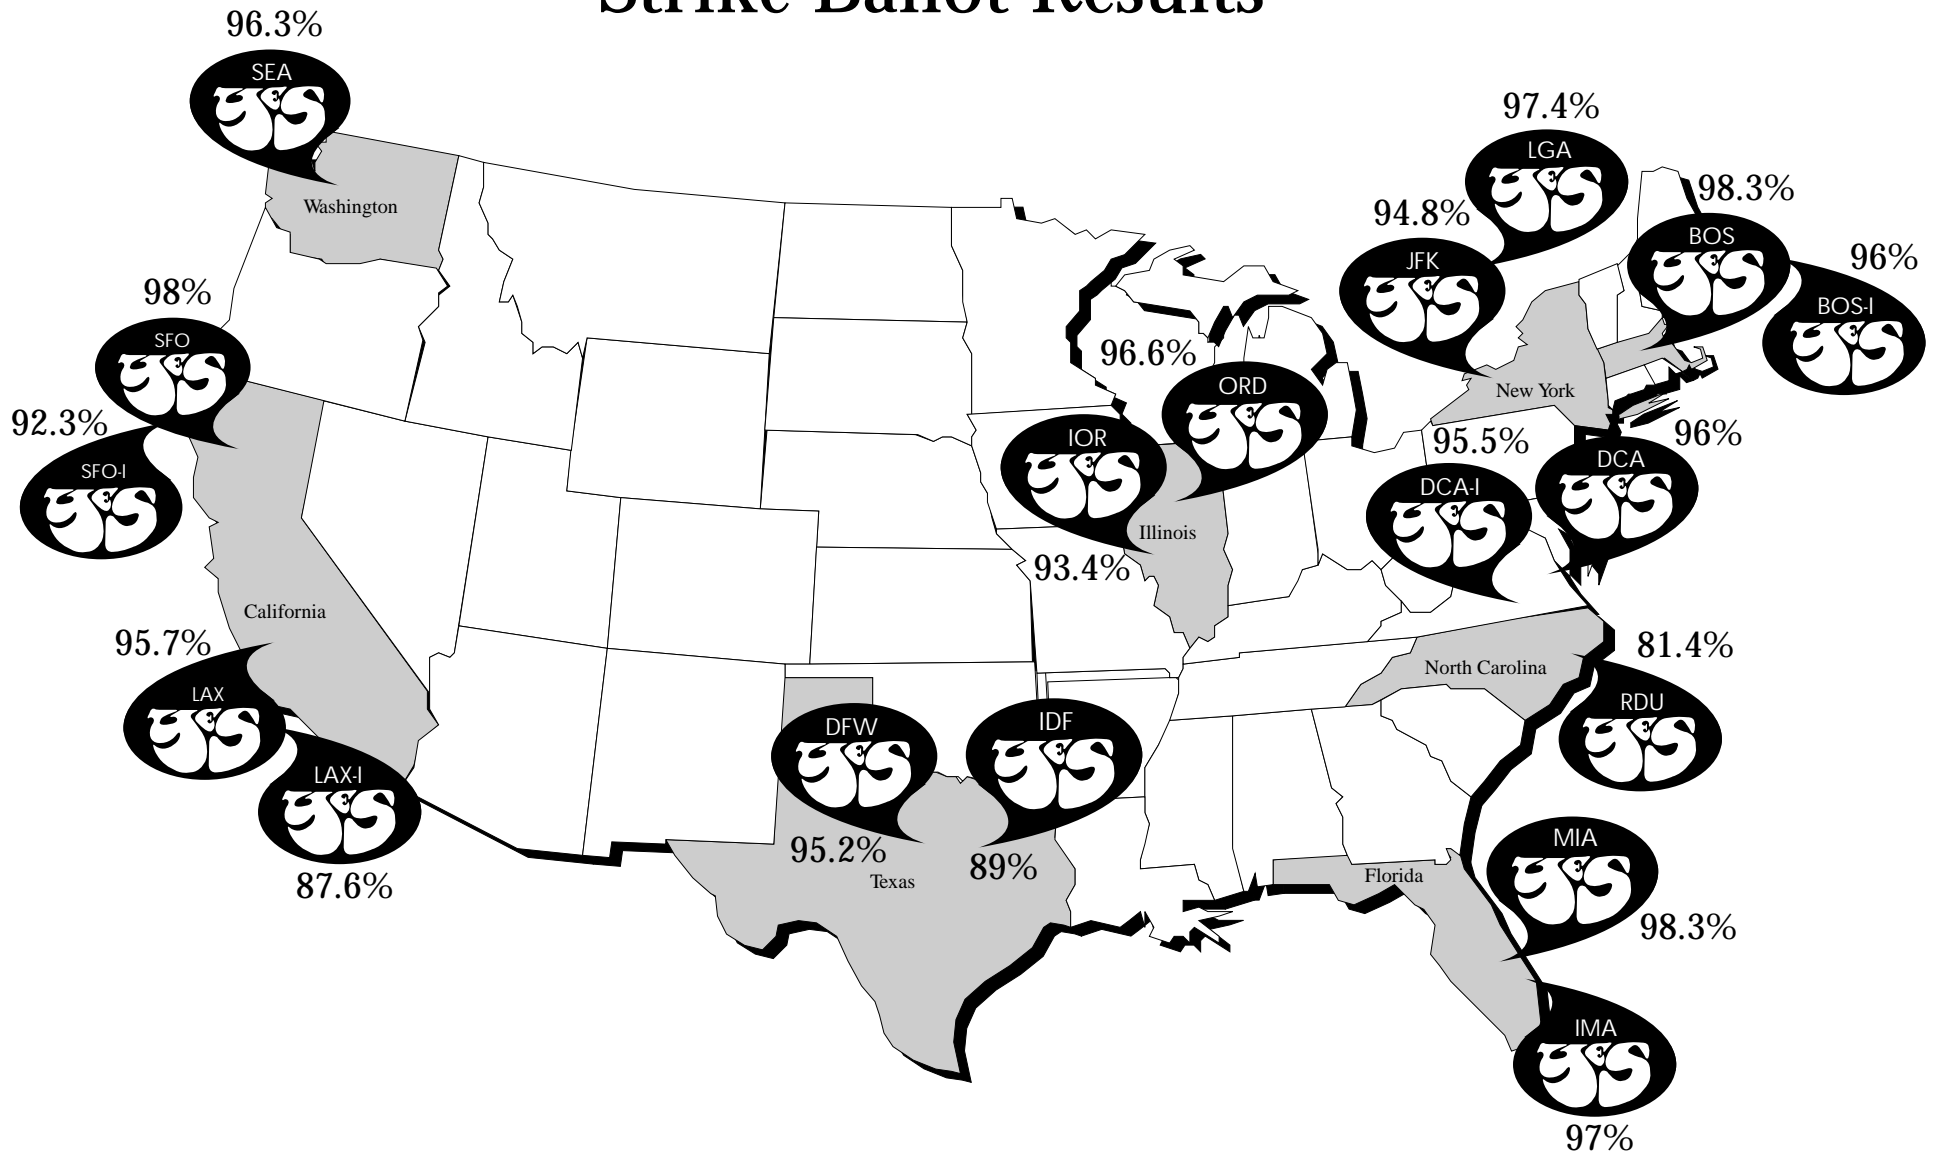 Strike Ballot Results
96.3%
SEA
Washington
98%
SFO
92.3%
SFO-I
California
95.7%
LAX
LAX-I
87.6%
DFW
95.2%
IDF
89%
Texas
96.6%
ORD
IOR
93.4%
Illinois
97.4%
LGA
94.8%
JFK
New York
98.3%
BOS
96%
BOS-I
96%
DCA
95.5%
DCA-I
North Carolina
81.4%
RDU
Florida
MIA
98.3%
IMA
97%